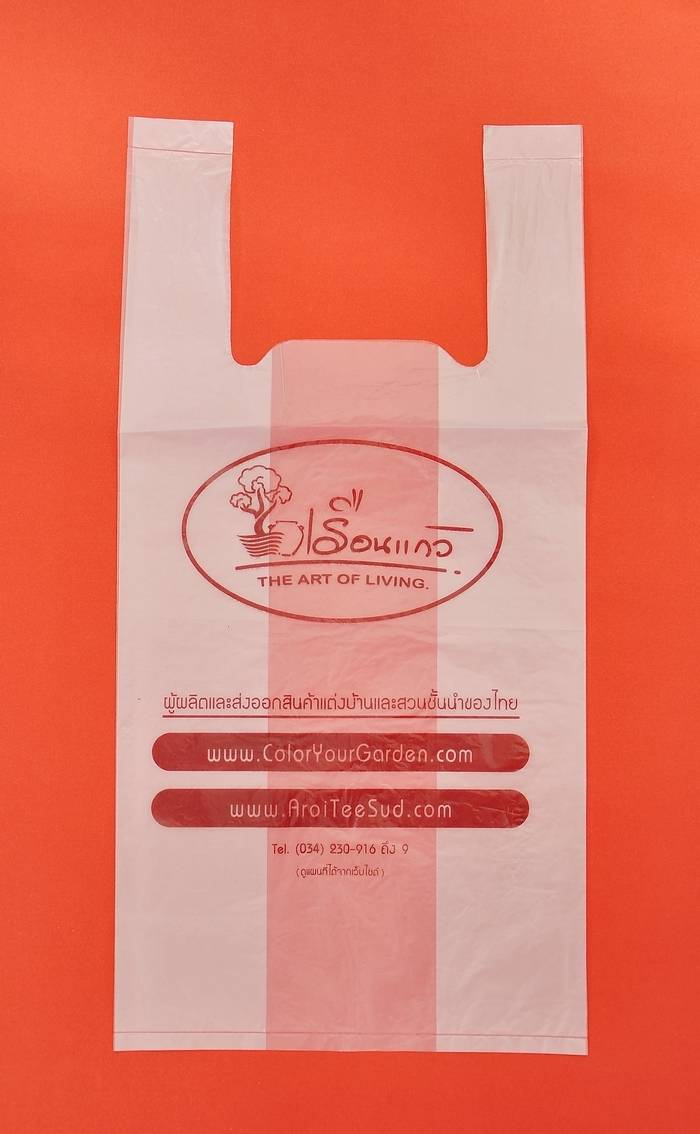 เรือนแก้ว
THE ART OF LIVING.
ผู้ผลิตและส่งออกสินค้าแต่งบ้านและสวนชั้นนำของไทย
www.ColorYourGarden.com
www.AroiTeeSud.com
Tel. (034) 230-916 ถึง 9
(ดูแผนที่ได้จากเว็บไซต์)